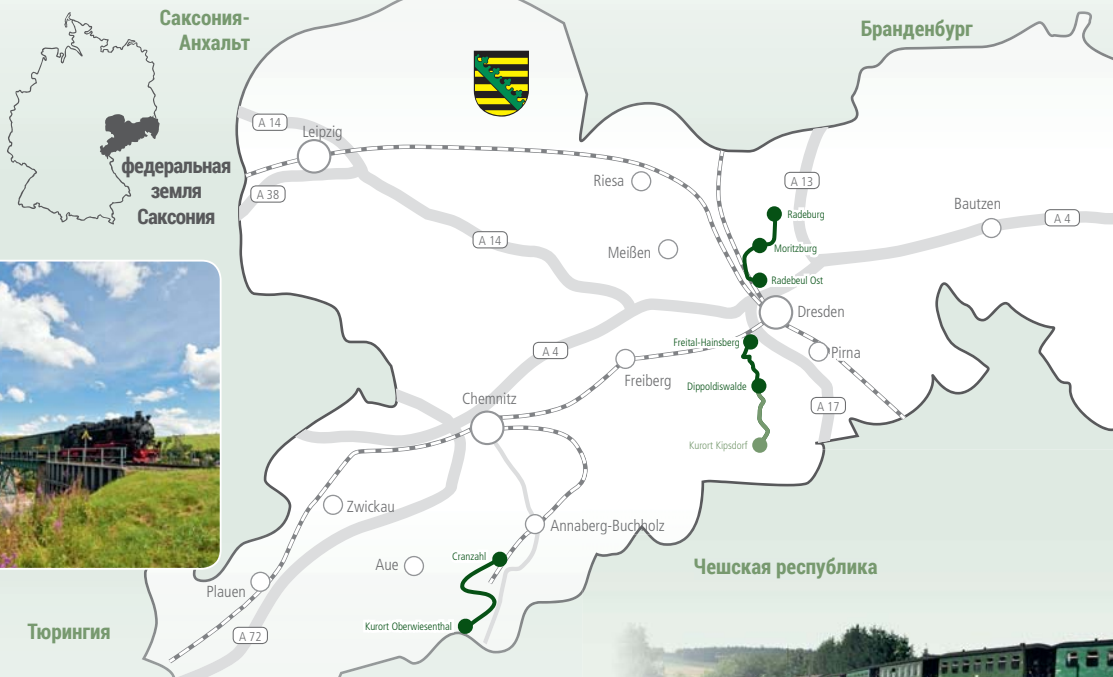 Саксония-
Анхальт
Бранденбург
A 14
Leipzig
федеральная
земля
Саксония
A 38
Riesa
A 13
Radeburg
Bautzen
A 4
A 14
Meißen
Moritzburg
Radebeul Ost
Dresden
Freital-Hainsberg
A 4
Pirna
Freiberg
Dippoldiswalde
Chemnitz
A 17
Kurort Kipsdorf
Zwickau
Annaberg-Buchholz
Cranzahl
Aue
Чешская республика
Plauen
Kurort Oberwiesenthal
Тюрингия
A 72